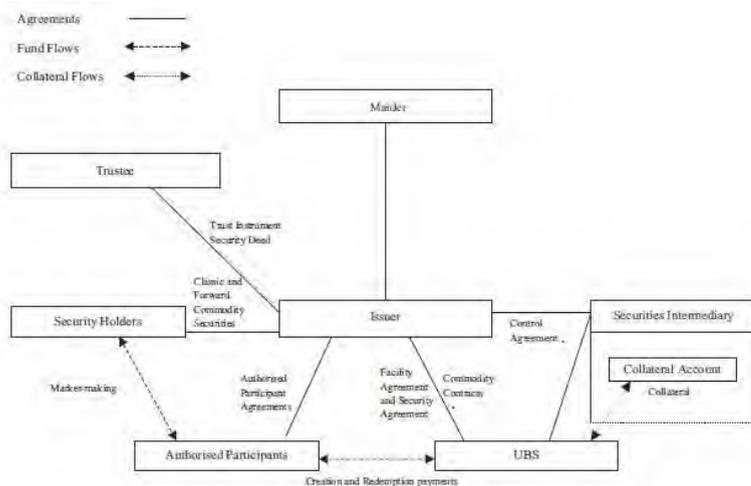 Agreements
Fund Flows
Collateral Flows
Master
Trustee
Trust Instrument
Security Deed
Classic and
Forward
Commodity
Securities
Security Holders
Issuer
Control
Agreement
Securities Intermediary
Collateral Account
Collateral
Market-making
Authorised
Participant
Agreements
Facility
Agreement
and Security
Agreement
Commodity
Contracts
Authorised Participants
UBS
Creation and Redemption payments